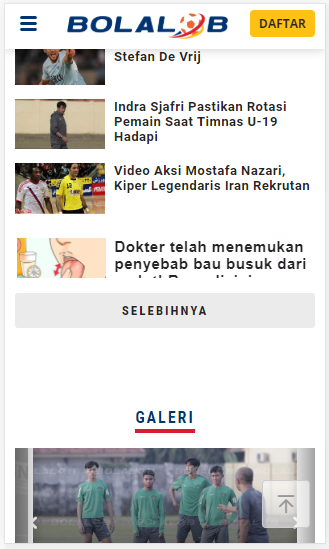 BOLALOB
DAFTAR
Stefan De Vrij
Indra Sjafri Pastikan Rotasi
Pemain Saat Timnas U-19
Hadapi
Video Aksi Mostafa Nazari,
Kiper Legendaris Iran Rekrutan
Dokter telah menemukan
penyebab bau busuk dari
SELEBIHNYA
GALERI